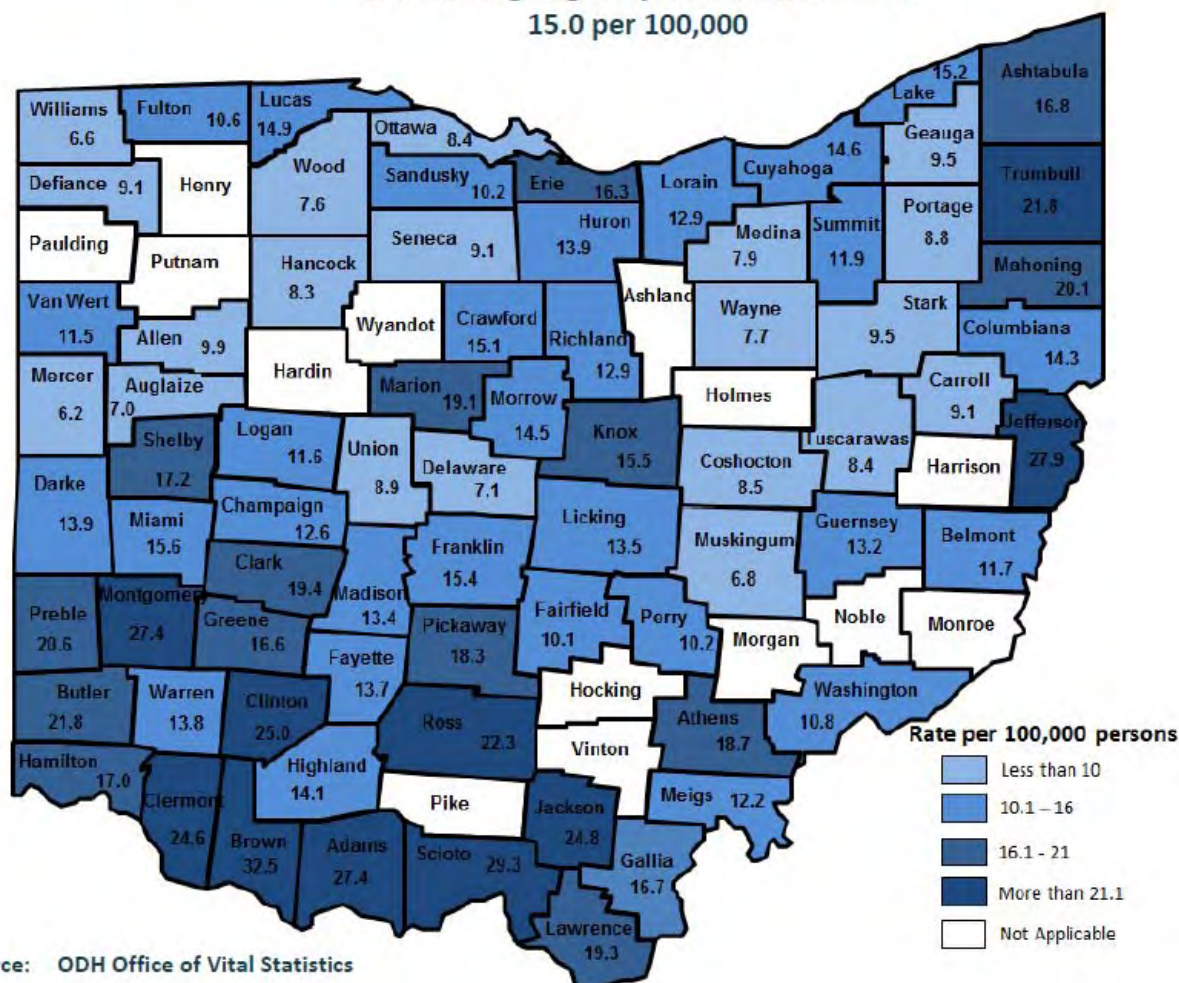 15.0 per 100,000
Williams
6.6
Fulton
10.6
Lucas
14.9
Ottawa
8.4
Lake
15.2
Ashtabula
16.8
Geauga
9.5
Defiance
9.1
Henry
Wood
7.6
Sandusky
10.2
Erie
16.3
Lorain
12.9
Cuyahoga
14.6
Trumbull
21.8
Paulding
Putnam
Hancock
8.3
Seneca
9.1
Huron
13.9
Medina
7.9
Summit
11.9
Portage
8.8
Mahoning
20.1
Van Wert
11.5
Allen
9.9
Hardin
Wyandot
Crawford
15.1
Richland
12.9
Ashland
Wayne
7.7
Stark
9.5
Columbiana
14.3
Mercer
6.2
Auglaize
7.0
Marion
19.1
Morrow
14.5
Knox
15.5
Holmes
Carroll
9.1
Jefferson
27.9
Shelby
17.2
Logan
11.6
Union
8.9
Delaware
7.1
Coshocton
8.5
Tuscarawas
8.4
Harrison
Darke
13.9
Miami
15.6
Champaign
12.6
Franklin
15.4
Licking
13.5
Muskingum
6.8
Guernsey
13.2
Belmont
11.7
Clark
19.4
Madison
13.4
Preble
20.6
Montgomery
27.4
Greene
16.6
Pickaway
18.3
Fairfield
10.1
Perry
10.2
Morgan
Noble
Monroe
Fayette
13.7
Butler
21.8
Warren
13.8
Clinton
25.0
Ross
22.3
Hocking
Athens
18.7
Washington
10.8
Vinton
Hamilton
17.0
Clermont
24.6
Highland
14.1
Pike
Jackson
24.8
Meigs
12.2
Brown
32.5
Adams
27.4
Scioto
29.3
Gallia
16.7
Lawrence
19.3
Rate per 100,000 persons
Less than 10
10.1 – 16
16.1 - 21
More than 21.1
Not Applicable
ce: ODH Office of Vital Statistics